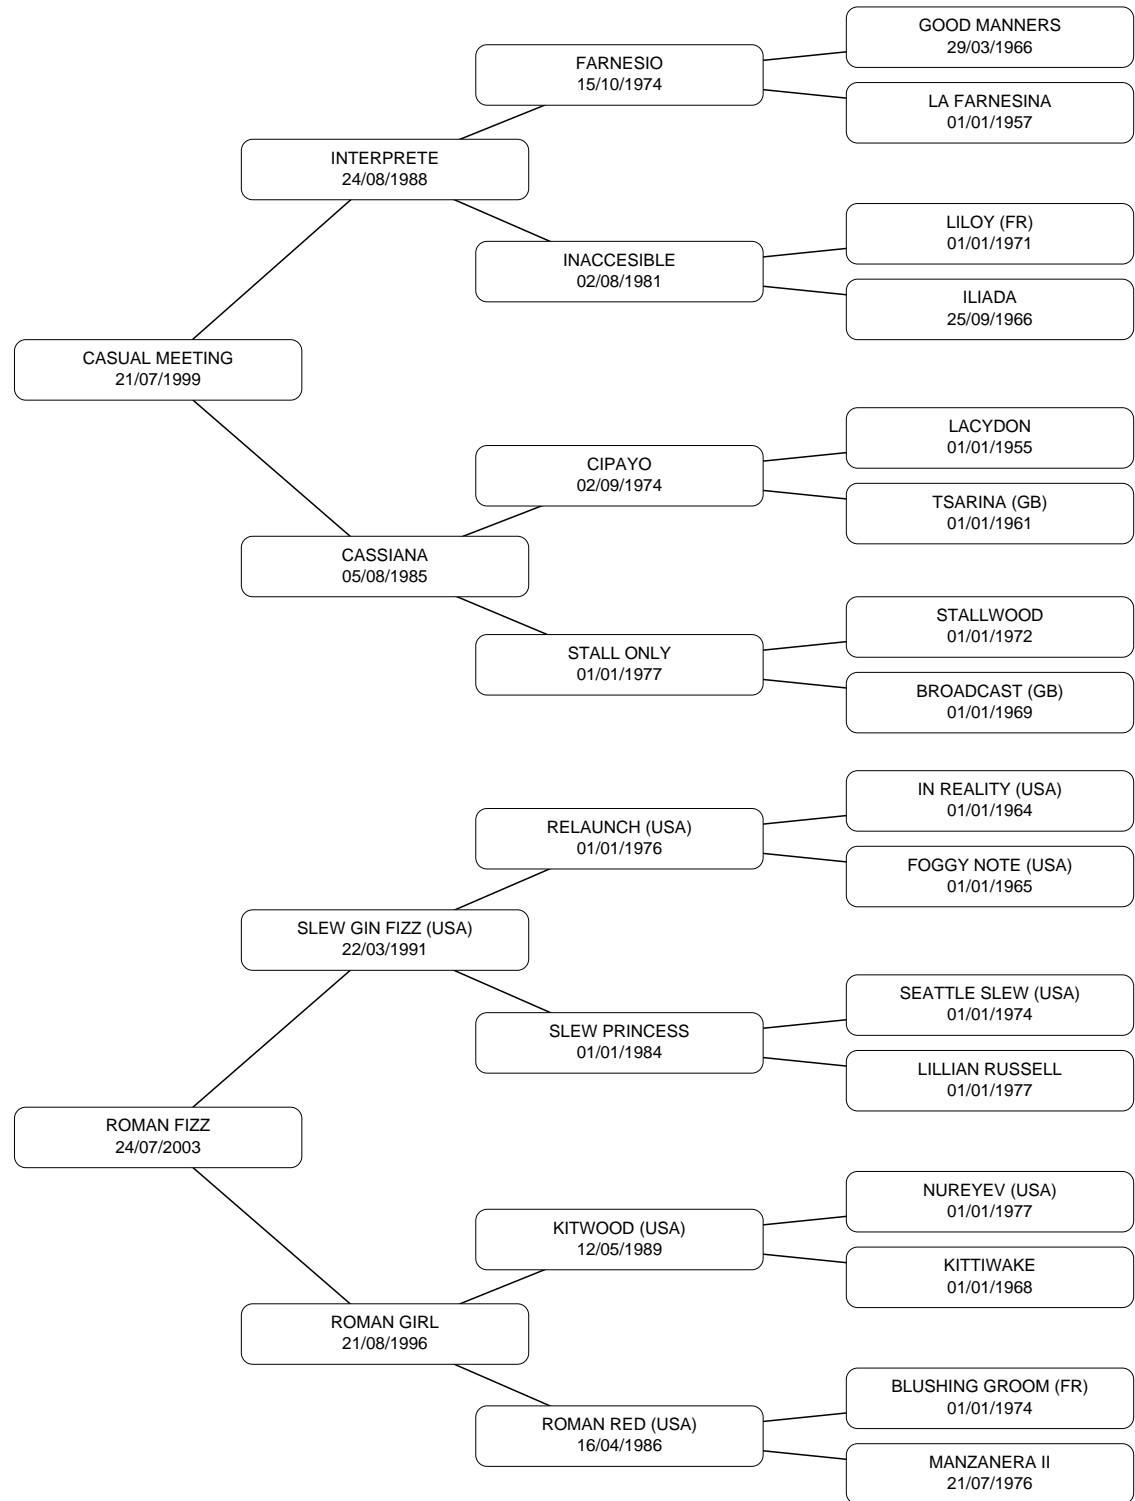 GOOD MANNERS
29/03/1966
FARNESIO
15/10/1974
LA FARNESINA
01/01/1957
INTERPRETE
24/08/1988
LILOY (FR)
01/01/1971
INACCESIBLE
02/08/1981
ILIADA
25/09/1966
CASUAL MEETING
21/07/1999
LACYDON
01/01/1955
CIPAYO
02/09/1974
TSARINA (GB)
01/01/1961
CASSIANA
05/08/1985
STALLWOOD
01/01/1972
STALL ONLY
01/01/1977
BROADCAST (GB)
01/01/1969
IN REALITY (USA)
01/01/1964
RELAUNCH (USA)
01/01/1976
FOGGY NOTE (USA)
01/01/1965
SLEW GIN FIZZ (USA)
22/03/1991
SEATTLE SLEW (USA)
01/01/1974
SLEW PRINCESS
01/01/1984
LILLIAN RUSSELL
01/01/1977
ROMAN FIZZ
24/07/2003
NUREYEV (USA)
01/01/1977
KITWOOD (USA)
12/05/1989
KITTIWAKE
01/01/1968
ROMAN GIRL
21/08/1996
BLUSHING GROOM (FR)
01/01/1974
ROMAN RED (USA)
16/04/1986
MANZANERA II
21/07/1976